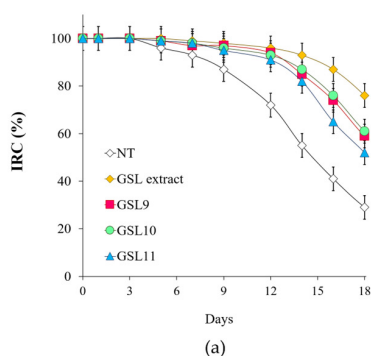 IRC (%)
100
80
60
40
20
0
NT
GSL extract
GSL9
GSL10
GSL11
0 3 6 9 12 15 18
Days
(a)